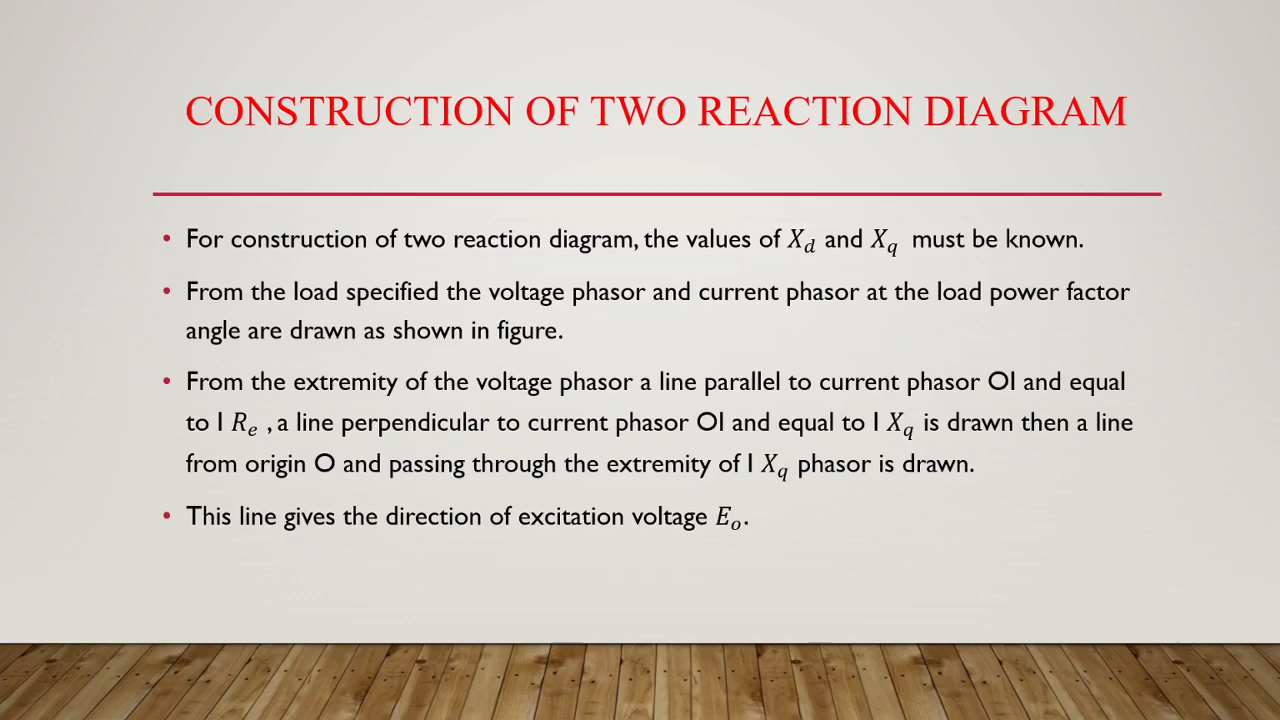 CONSTRUCTION OF TWO REACTION DIAGRAM
• For construction of two reaction diagram, the values of X_d and X_q must be known.
• From the load specified the voltage phasor and current phasor at the load power factor
angle are drawn as shown in figure.
• From the extremity of the voltage phasor a line parallel to current phasor OI and equal
to I R_e , a line perpendicular to current phasor OI and equal to I X_q is drawn then a line
from origin O and passing through the extremity of I X_q phasor is drawn.
• This line gives the direction of excitation voltage E_o.